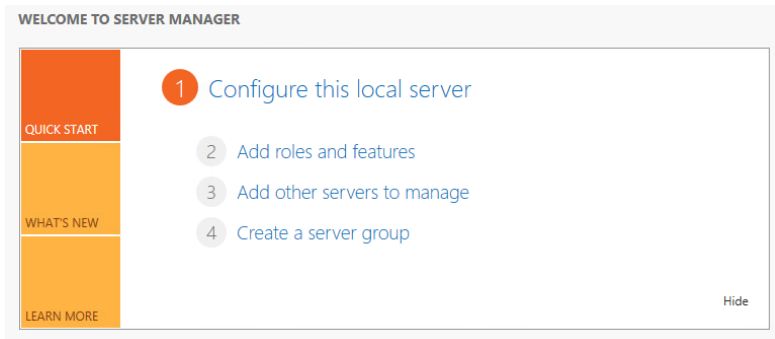 WELCOME TO SERVER MANAGER
QUICK START
WHAT'S NEW
LEARN MORE
1 Configure this local server
2 Add roles and features
3 Add other servers to manage
4 Create a server group
Hide